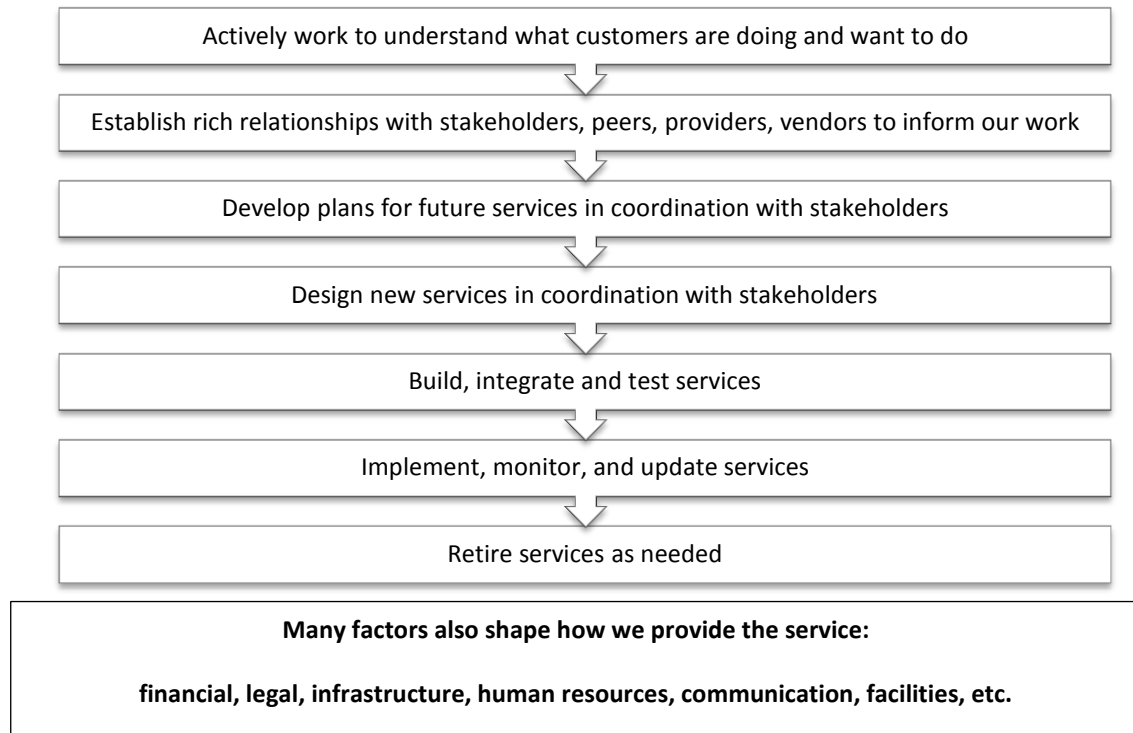 Actively work to understand what customers are doing and want to do
Establish rich relationships with stakeholders, peers, providers, vendors to inform our work
Develop plans for future services in coordination with stakeholders
Design new services in coordination with stakeholders
Build, integrate and test services
Implement, monitor, and update services
Retire services as needed
Many factors also shape how we provide the service:
financial, legal, infrastructure, human resources, communication, facilities, etc.